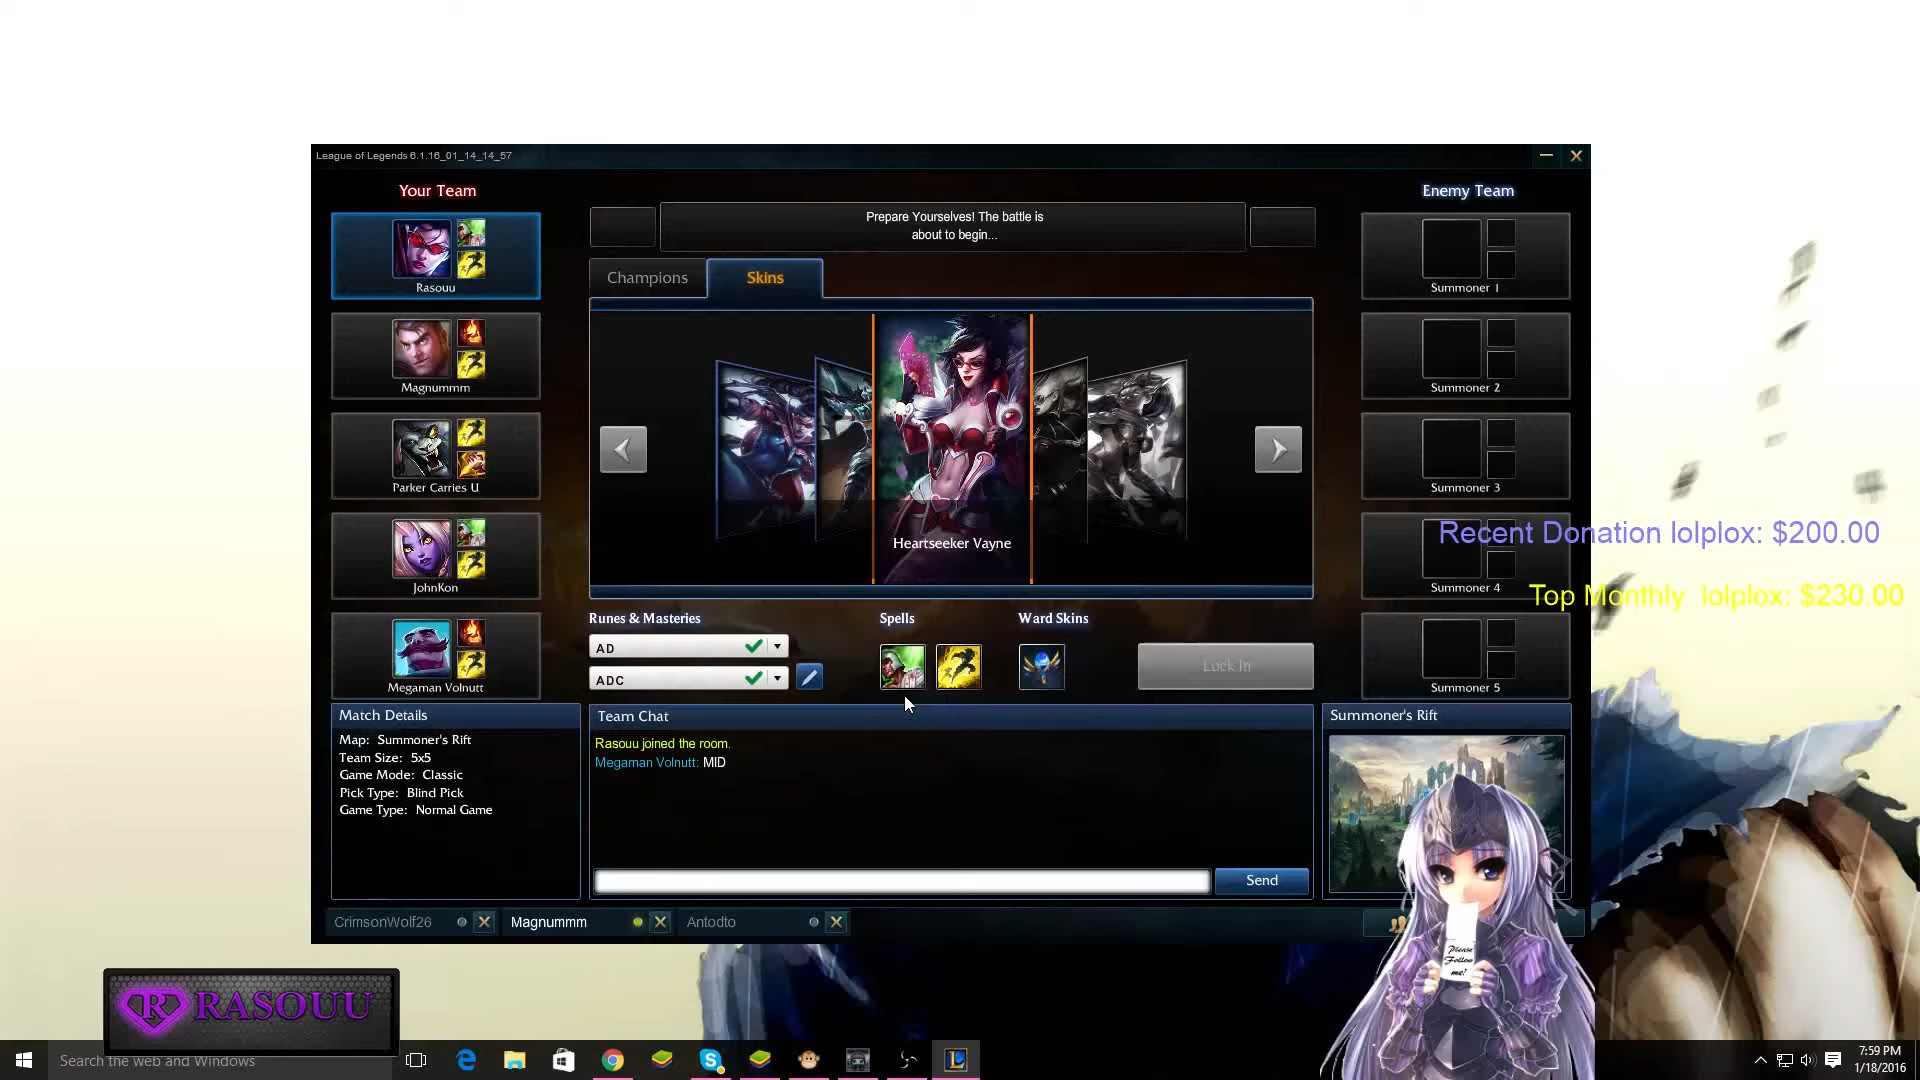 League of Legends 6.1.16_01_14_14_57
Your Team
Enemy Team
Prepare Yourselves! The battle is
about to begin...
Champions
Skins
Rasouu
Magnummm
Parker Carries U
JohnKon
Megaman Volnutt
Summoner 1
Summoner 2
Summoner 3
Recent Donation lolplox: $200.00
Summoner 4
Top Monthly lolplox: $230.00
Summoner 5
Heartseeker Vayne
Runes & Masteries
Spells
Ward Skins
AD
ADC
Lock In
Match Details
Map: Summoner's Rift
Team Size: 5x5
Game Mode: Classic
Pick Type: Blind Pick
Game Type: Normal Game
Team Chat
Rasouu joined the room.
Megaman Volnutt: MID
Send
Summoner's Rift
Please
Follow
me!
CrimsonWolf26
Magnummm
Antodto
R RASOUU
Search the web and Windows
7:59 PM
1/18/2016